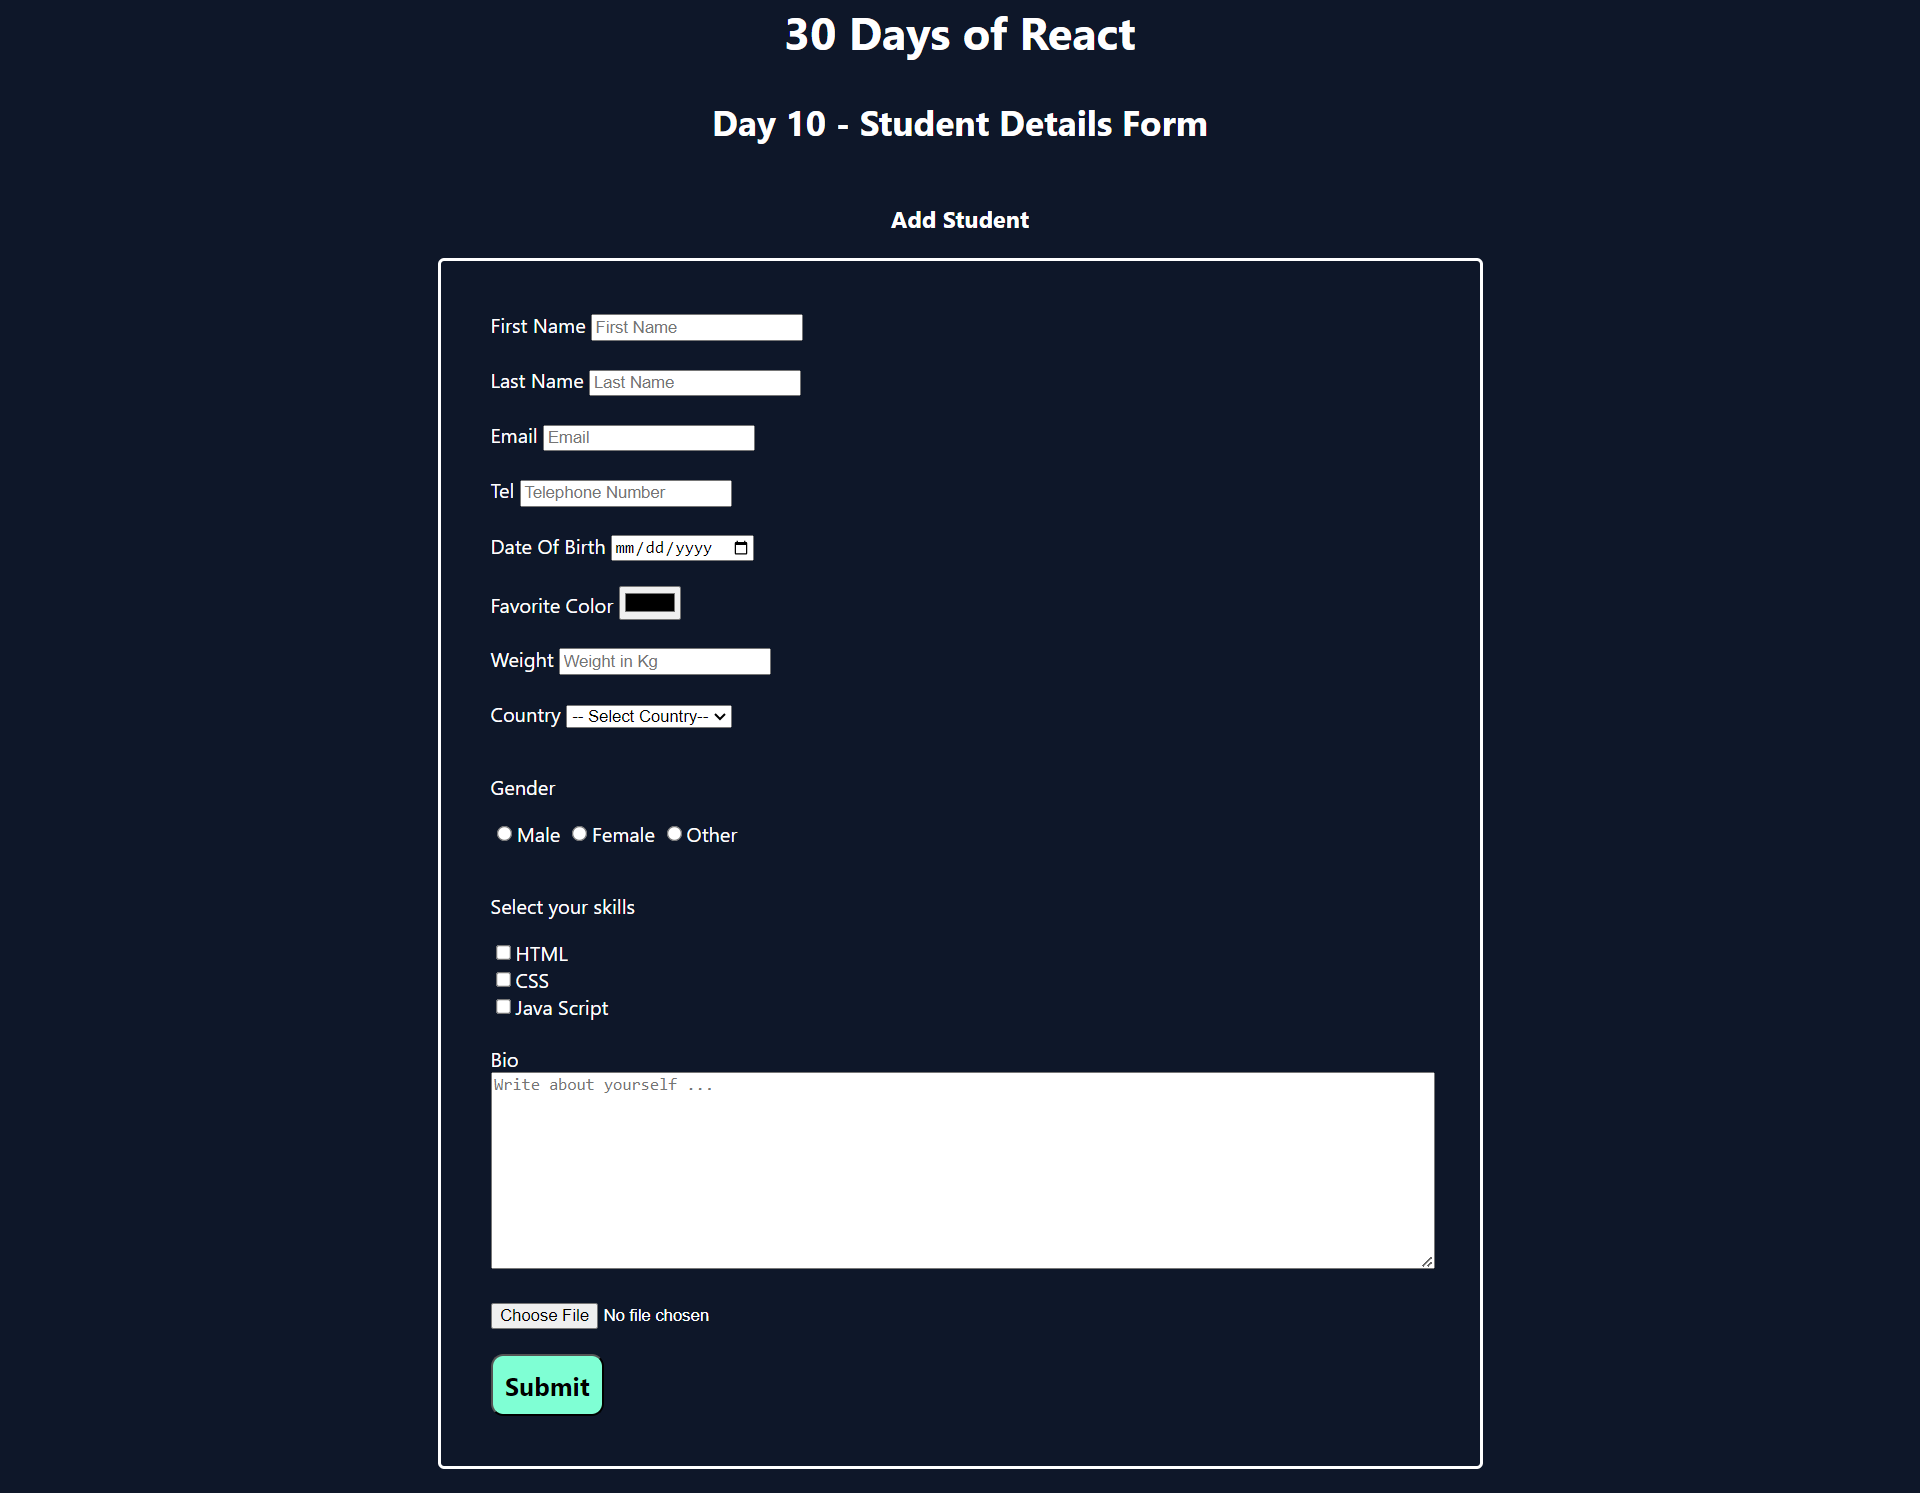 30 Days of React
Day 10 - Student Details Form
Add Student
First Name First Name
Last Name Last Name
Email Email
Tel Telephone Number
Date Of Birth mm/dd/yyyy
Favorite Color
Weight Weight in Kg
Country -- Select Country--
Gender
Male Female Other
Select your skills
HTML
CSS
Java Script
Bio
Write about yourself ...
Choose File No file chosen
Submit